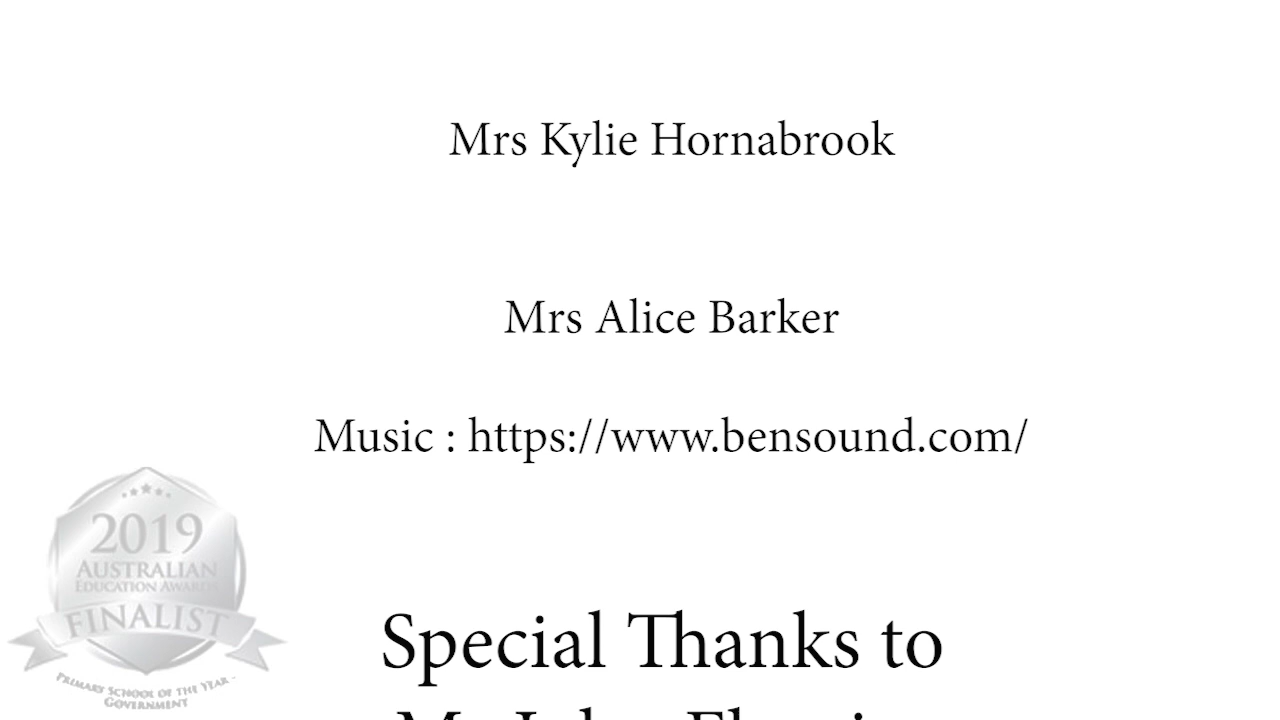 Mrs Kylie Hornabrook
Mrs Alice Barker
Music : https://www.bensound.com/
2019
AUSTRALIAN
EDUCATION AWARDS
FINALIST
PRIMARY SCHOOL OF THE YEAR -
GOVERNMENT
Special Thanks to